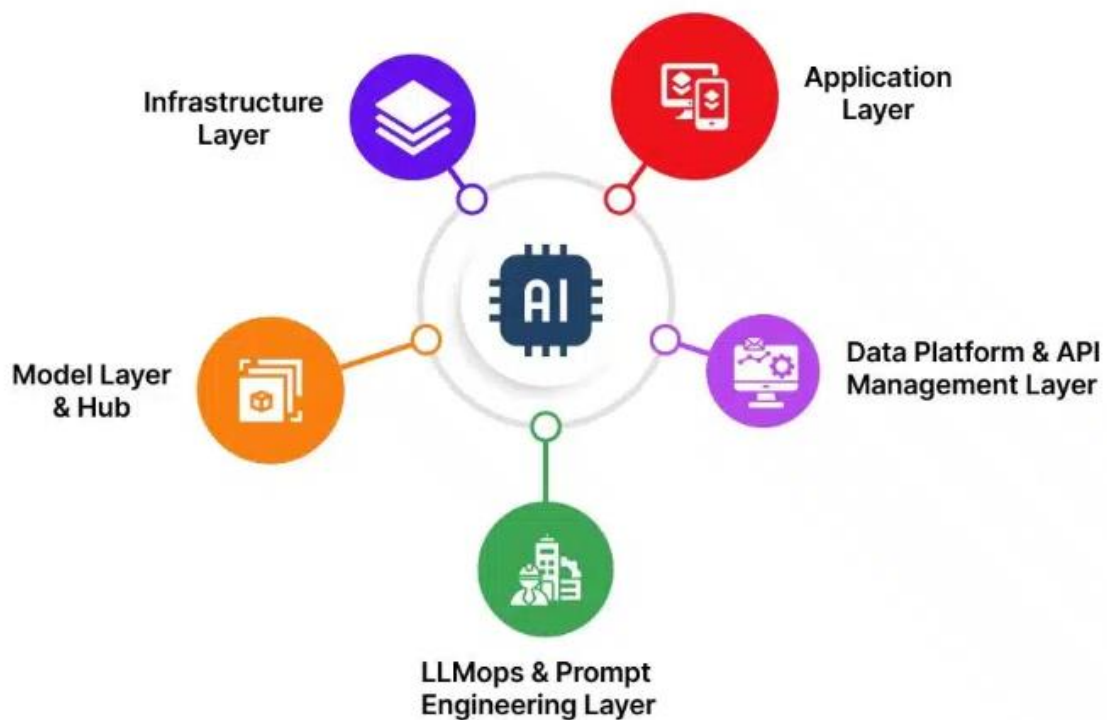 Infrastructure
Layer
Application
Layer
AI
Model Layer
& Hub
Data Platform & API
Management Layer
LLMops & Prompt
Engineering Layer